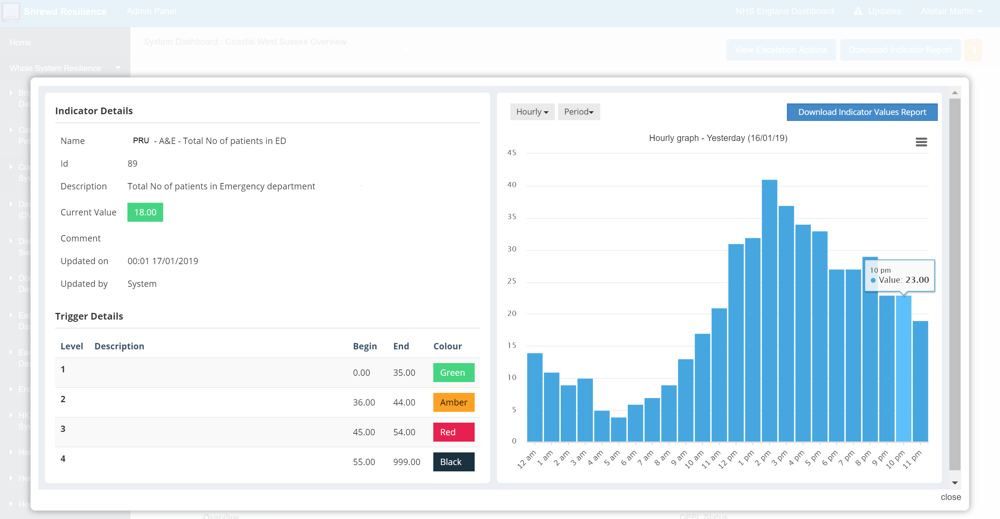 shrewd
resilience
Shrewd Resilience
Admin Panel
NHS England Dashboard
Updates
Alistair Martin
Home
System Dashboard : Coastal West Sussex Overview
View Escalation Actions
Download Indicator Report
Whole System Resilience
Indicator Details
Name PRU - A&E - Total No of patients in ED
Id 89
Description Total No of patients in Emergency department
Current Value 18.00
Comment
Updated on 00:01 17/01/2019
Updated by System
Trigger Details
Level Description Begin End Colour
1 0.00 35.00 Green
2 36.00 44.00 Amber
3 45.00 54.00 Red
4 55.00 999.00 Black
Hourly
Period
Download Indicator Values Report
Hourly graph - Yesterday (16/01/19)
45
40
35
30
25
20
15
10
5
0
10 pm
Value: 23.00
12 am
1 am
2 am
3 am
4 am
5 am
6 am
7 am
8 am
9 am
10 am
11 am
12 pm
1 pm
2 pm
3 pm
4 pm
5 pm
6 pm
7 pm
8 pm
9 pm
10 pm
11 pm
close
Overview
OPEL Status